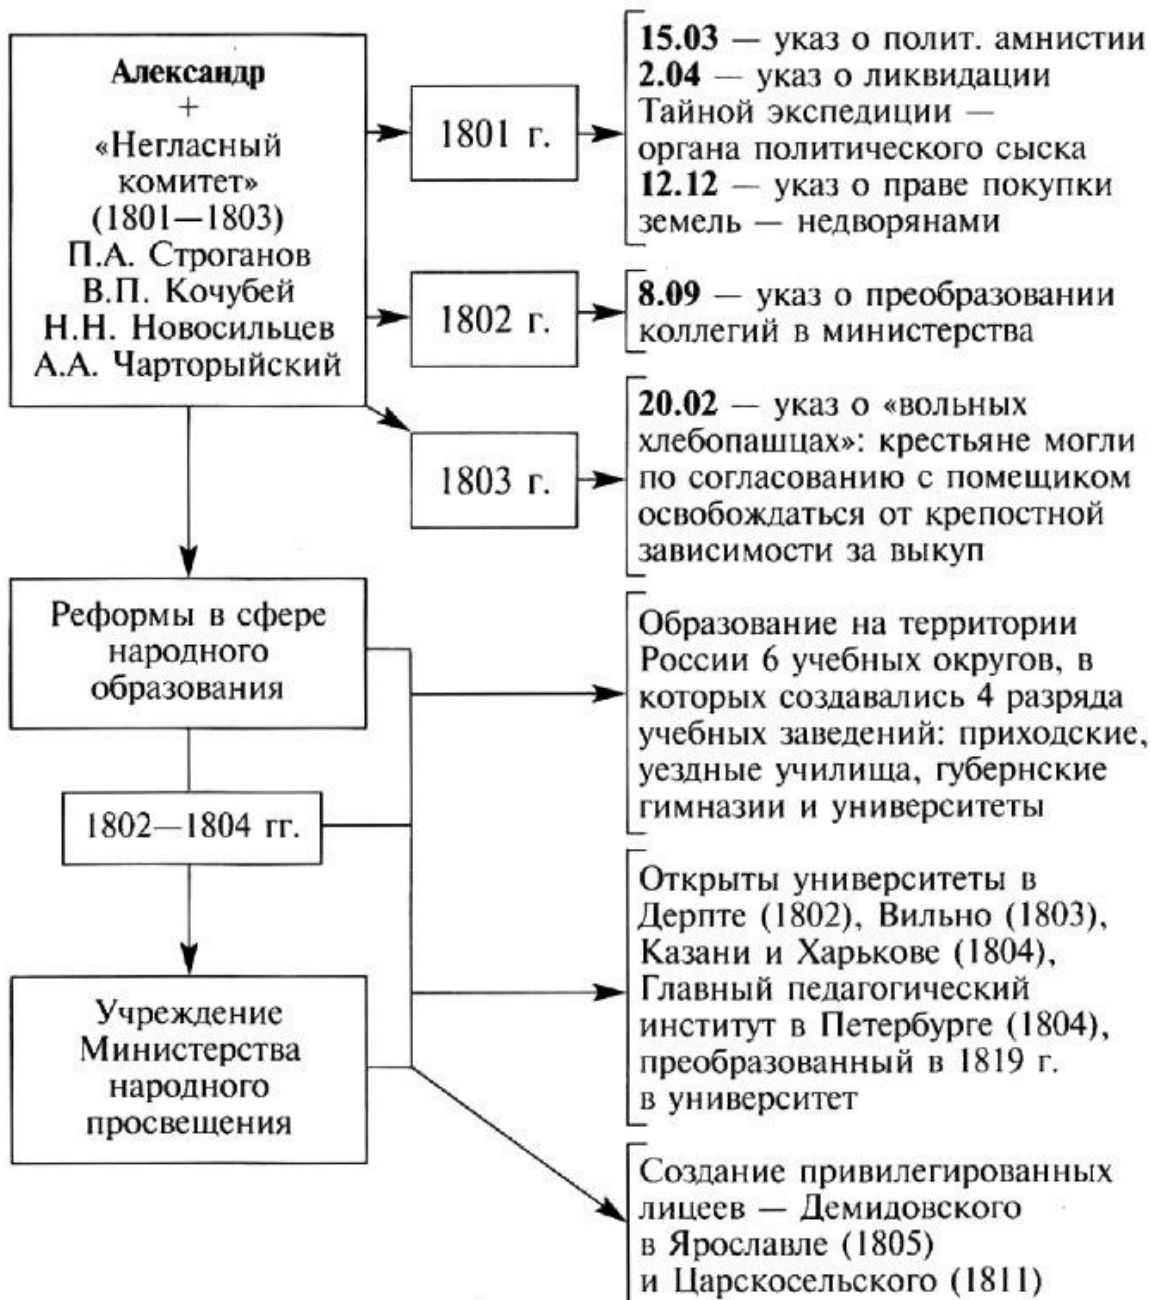 Александр
+
«Негласный
комитет»
(1801—1803)
П.А. Строганов
В.П. Кочубей
Н.Н. Новосильцев
А.А. Чарторыйский
1801 г.
15.03 — указ о полит. амнистии
2.04 — указ о ликвидации
Тайной экспедиции —
органа политического сыска
12.12 — указ о праве покупки
земель — недворянами
1802 г.
8.09 — указ о преобразовании
коллегий в министерства
1803 г.
20.02 — указ о «вольных
хлебопашцах»: крестьяне могли
по согласованию с помещиком
освобождаться от крепостной
зависимости за выкуп
Реформы в сфере
народного
образования
1802—1804 гг.
Учреждение
Министерства
народного
просвещения
Образование на территории
России 6 учебных округов, в
которых создавались 4 разряда
учебных заведений: приходские,
уездные училища, губернские
гимназии и университеты
Открыты университеты в
Дерпте (1802), Вильно (1803),
Казани и Харькове (1804),
Главный педагогический
институт в Петербурге (1804),
преобразованный в 1819 г.
в университет
Создание привилегированных
лицеев — Демидовского
в Ярославле (1805)
и Царскосельского (1811)